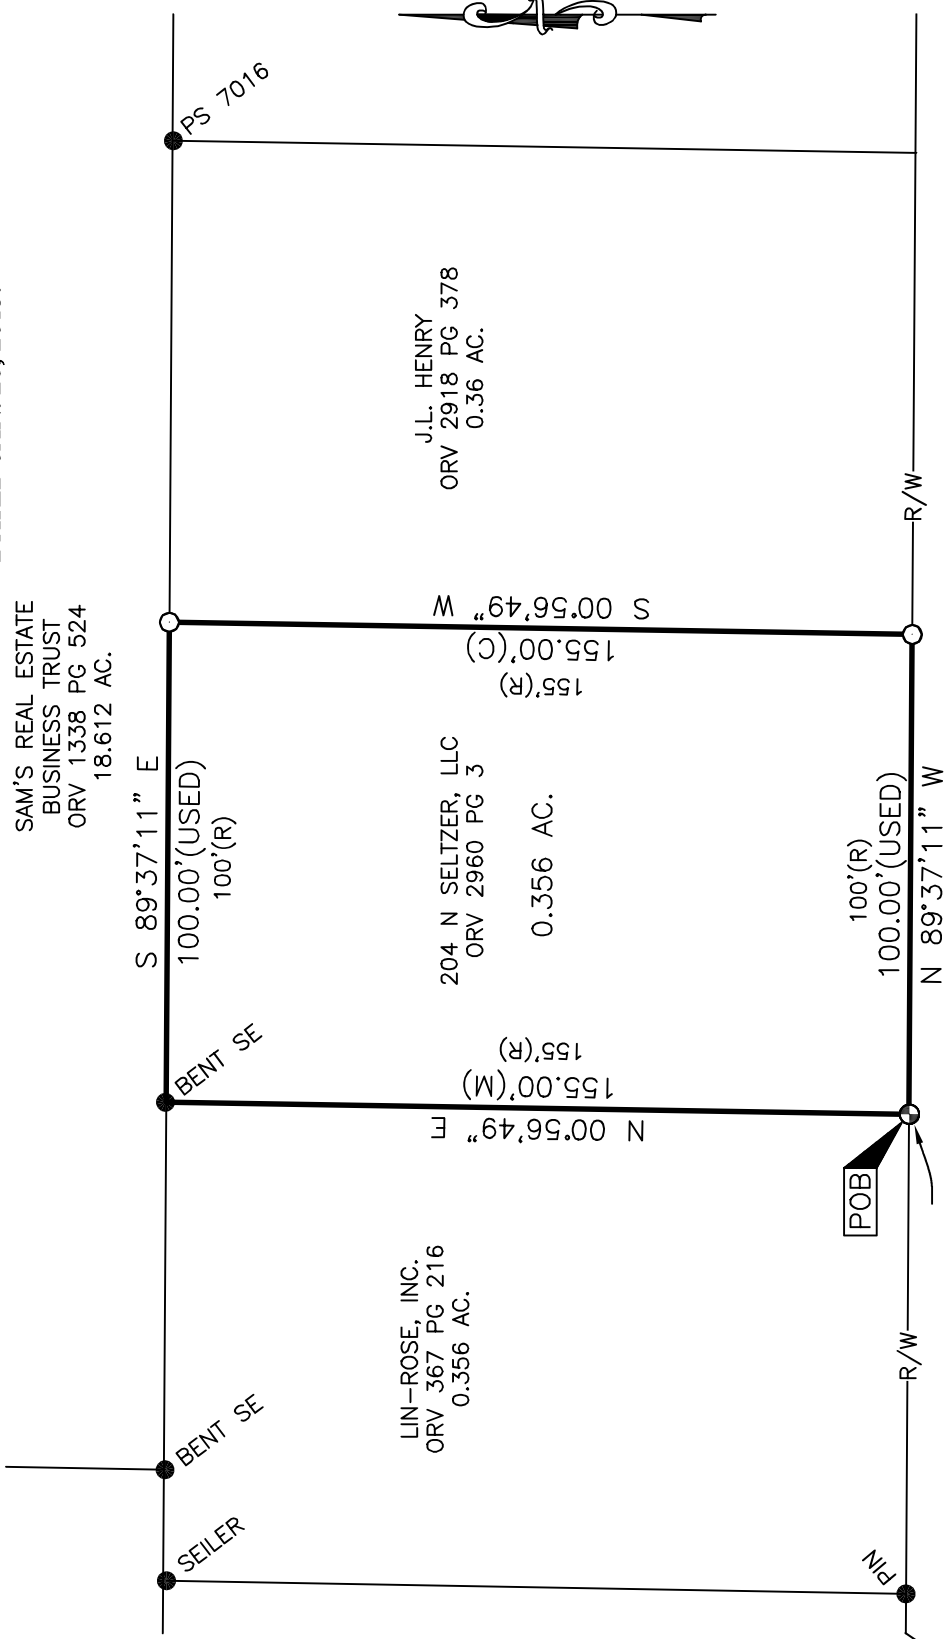 SAM'S REAL ESTATE
BUSINESS TRUST
ORV 1338 PG 524
18.612 AC.
SEILER
BENT SE
BENT SE
S 89°37'11" E
100.00'(USED)
100'(R)
PS 7016
LIN-ROSE, INC.
ORV 367 PG 216
0.356 AC.
N 00°56'49" E
155.00'(M)
155'(R)
204 N SELTZER, LLC
ORV 2960 PG 3
0.356 AC.
155'(R)
155.00'(C)
S 00°56'49" W
J.L. HENRY
ORV 2918 PG 378
0.36 AC.
PIN
R/W
POB
100'(R)
100.00'(USED)
N 89°37'11" W
R/W